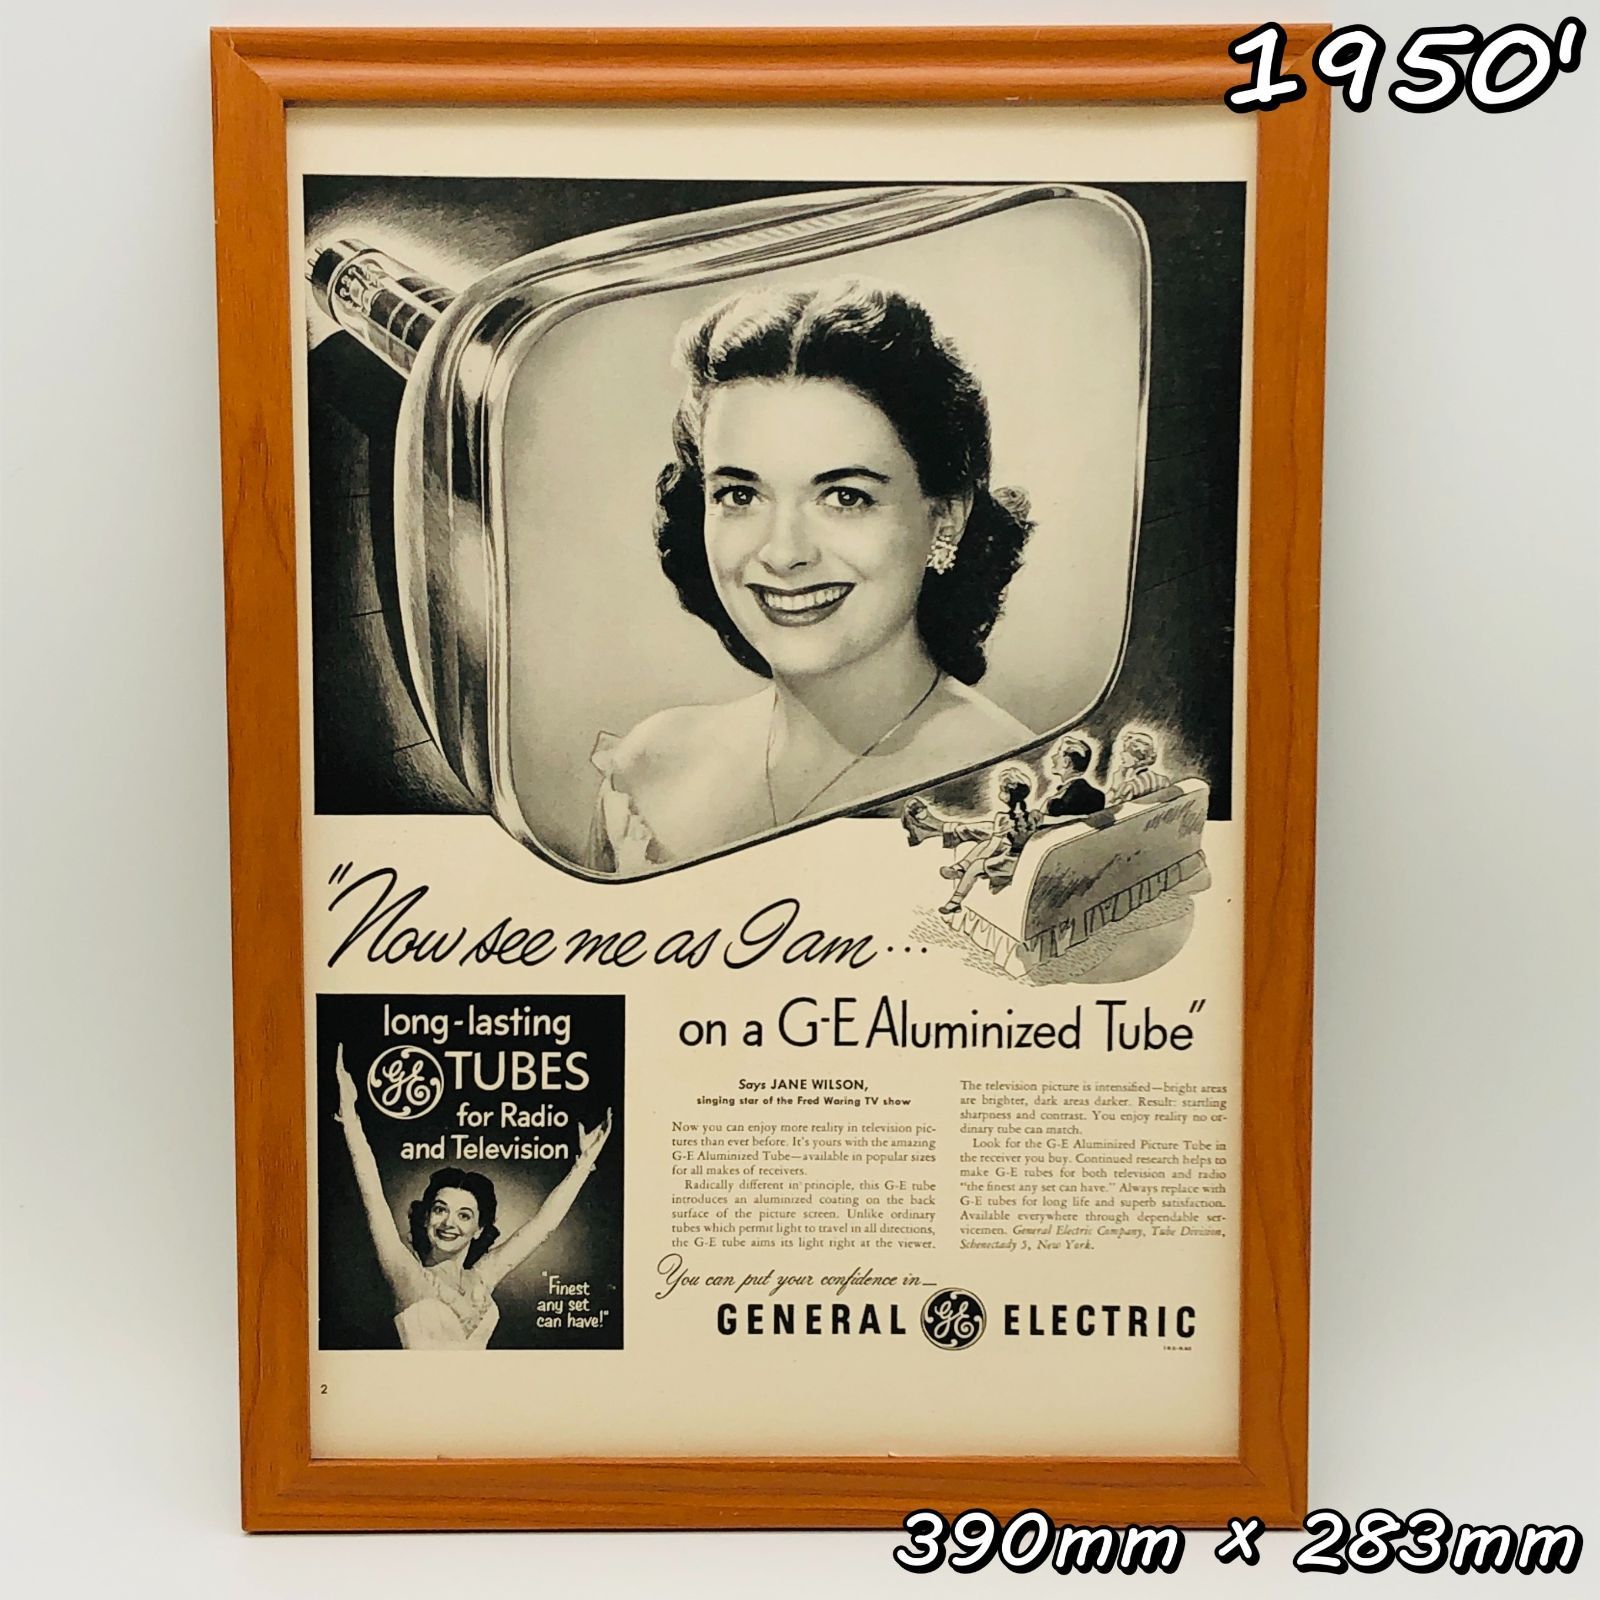 1950'
"Now see me as I am...
on a G-E Aluminized Tube"
long-lasting
GE TUBES
for Radio
and Television
"Finest
any set
can have!"
Says JANE WILSON,
singing star of the Fred Waring TV show
Now you can enjoy more reality in television pic-
tures than ever before. It's yours with the amazing
G-E Aluminized Tube—available in popular sizes
for all makes of receivers.
Radically different in principle, this G-E tube
introduces an aluminized coating on the back
surface of the picture screen. Unlike ordinary
tubes which permit light to travel in all directions,
the G-E tube aims its light right at the viewer.
The television picture is intensified—bright areas
are brighter, dark areas darker. Result: startling
sharpness and contrast. You enjoy reality no or-
dinary tube can match.
Look for the G-E Aluminized Picture Tube in
the receiver you buy. Continued research helps to
make G-E tubes for both television and radio
"the finest any set can have." Always replace with
G-E tubes for long life and superb satisfaction.
Available everywhere through dependable ser-
vicemen. General Electric Company, Tube Division,
Schenectady 5, New York.
You can put your confidence in—
GENERAL GE ELECTRIC
2
390mm x 283mm